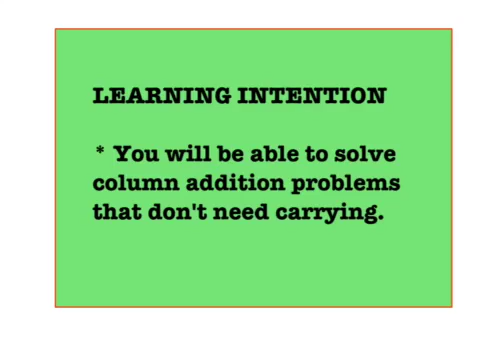 LEARNING INTENTION
* You will be able to solve
column addition problems
that don't need carrying.